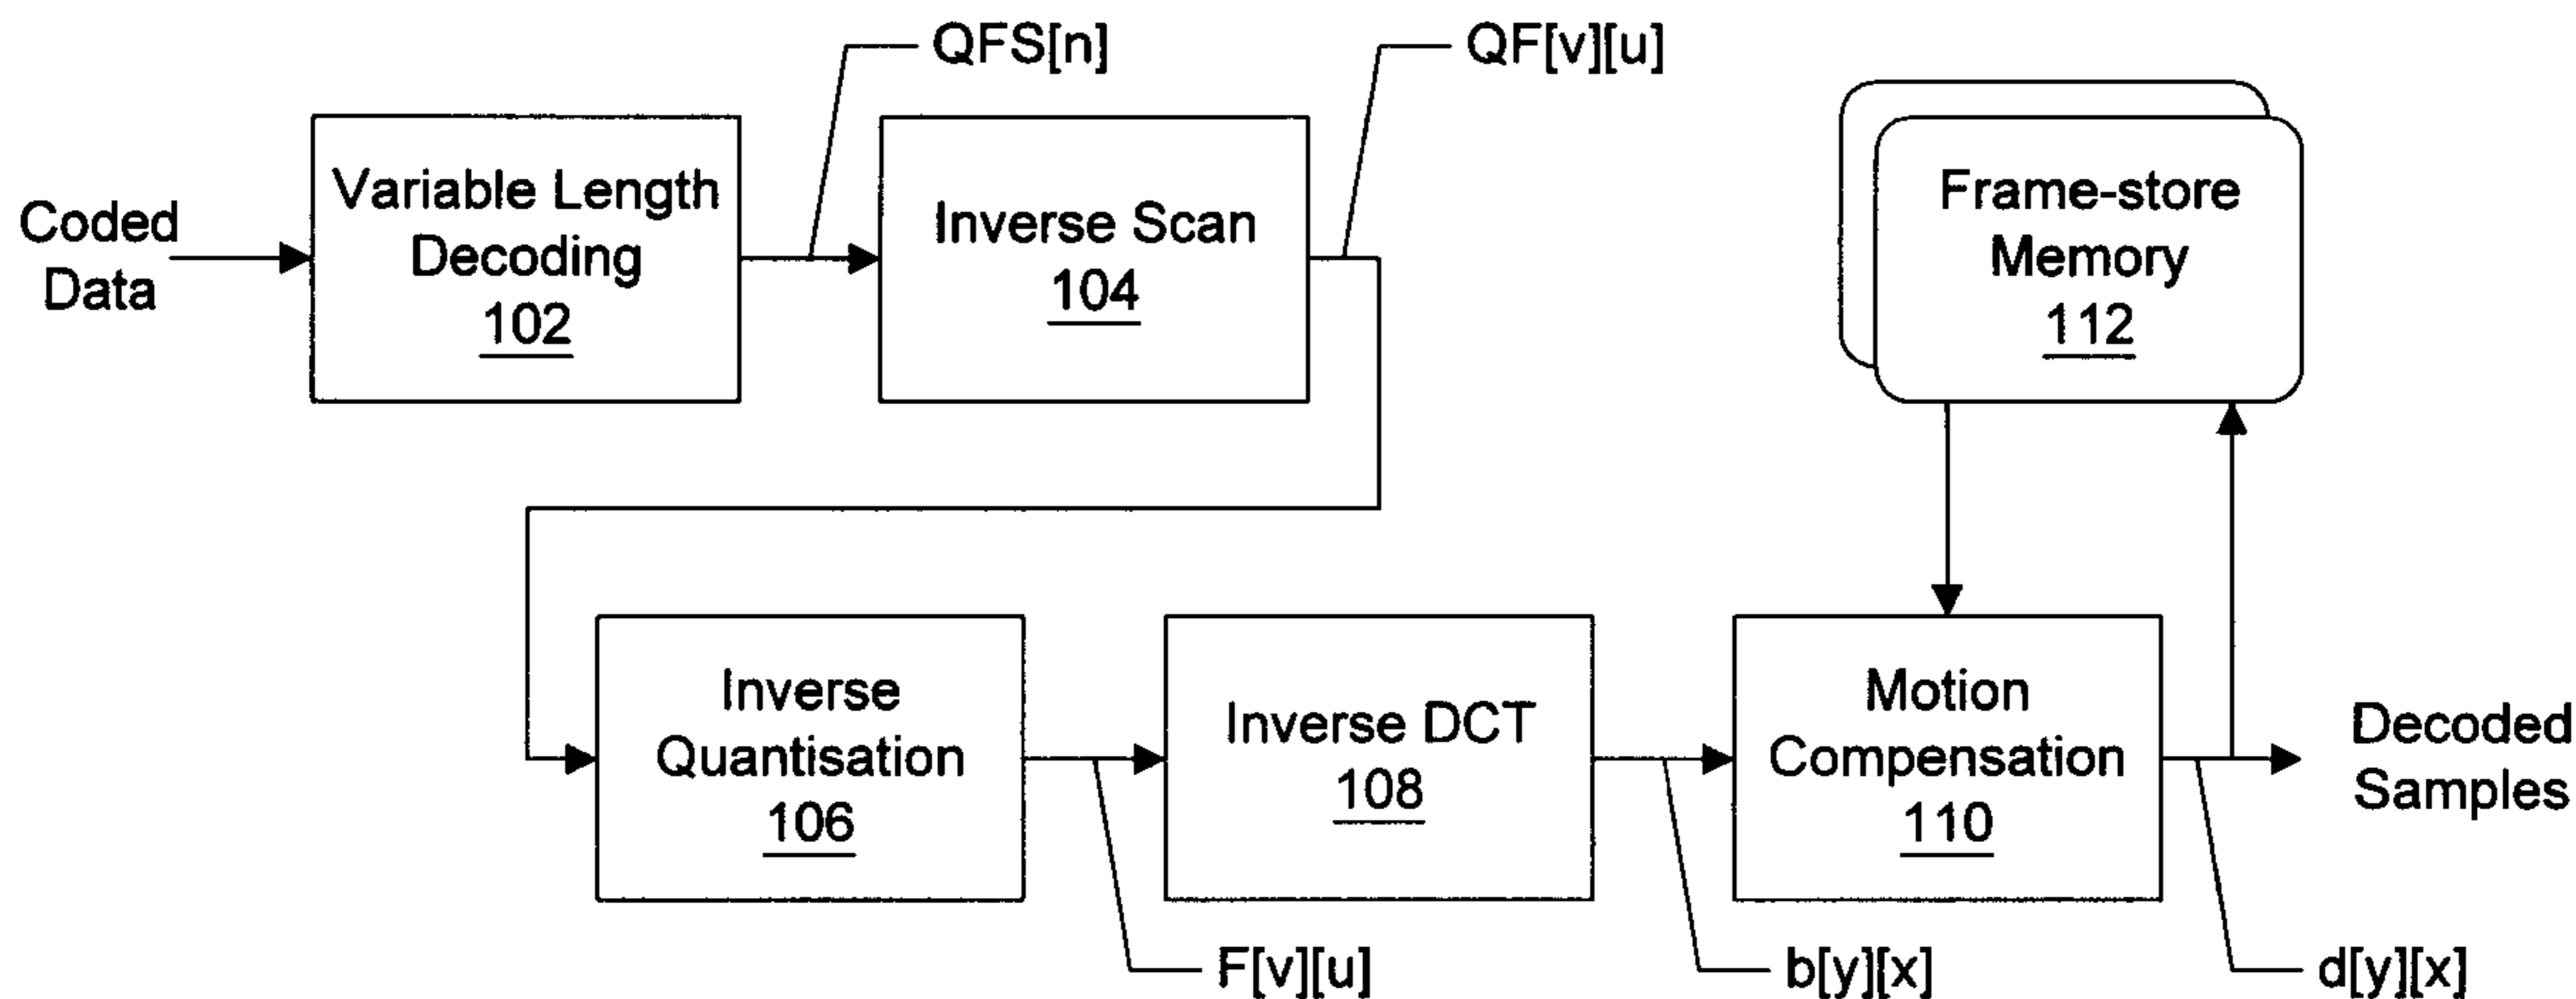 QFS[n]
QF[v][u]
Coded
Data
Variable Length
Decoding
102
Inverse Scan
104
Frame-store
Memory
112
Inverse
Quantisation
106
Inverse DCT
108
Motion
Compensation
110
Decoded
Samples
F[v][u]
b[y][x]
d[y][x]